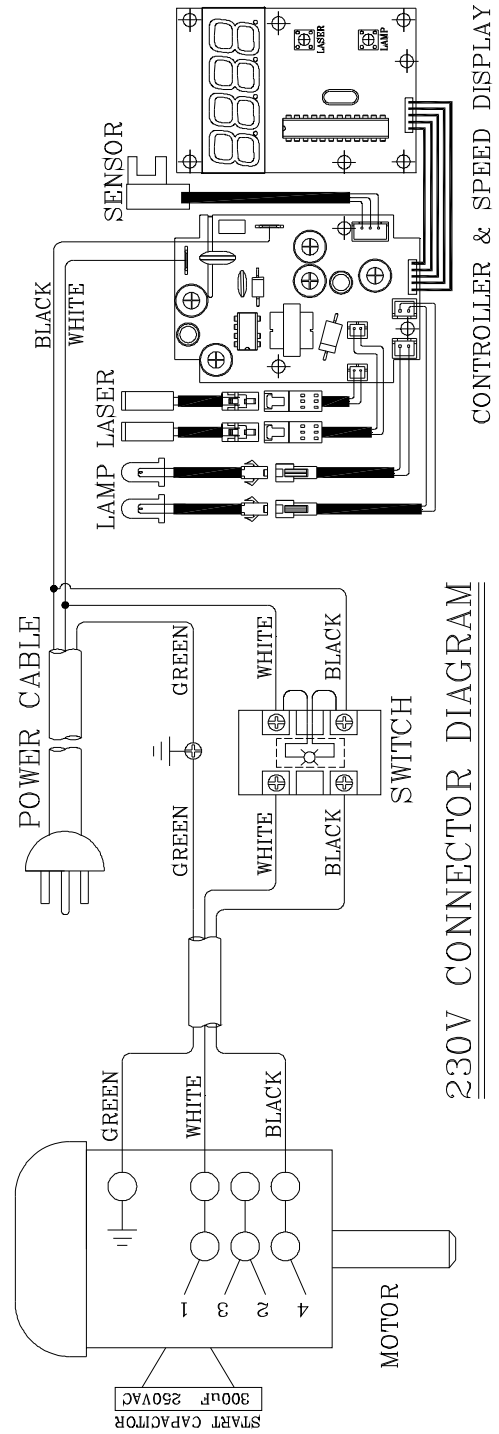 CONTROLLER & SPEED DISPLAY
LASER
LAMP
SENSOR
BLACK
WHITE
LASER
LAMP
POWER CABLE
GREEN
WHITE
BLACK
SWITCH
GREEN
WHITE
BLACK
230V CONNECTOR DIAGRAM
GREEN
WHITE
BLACK
1
3
2
4
MOTOR
START CAPACITOR
300uF 250VAC